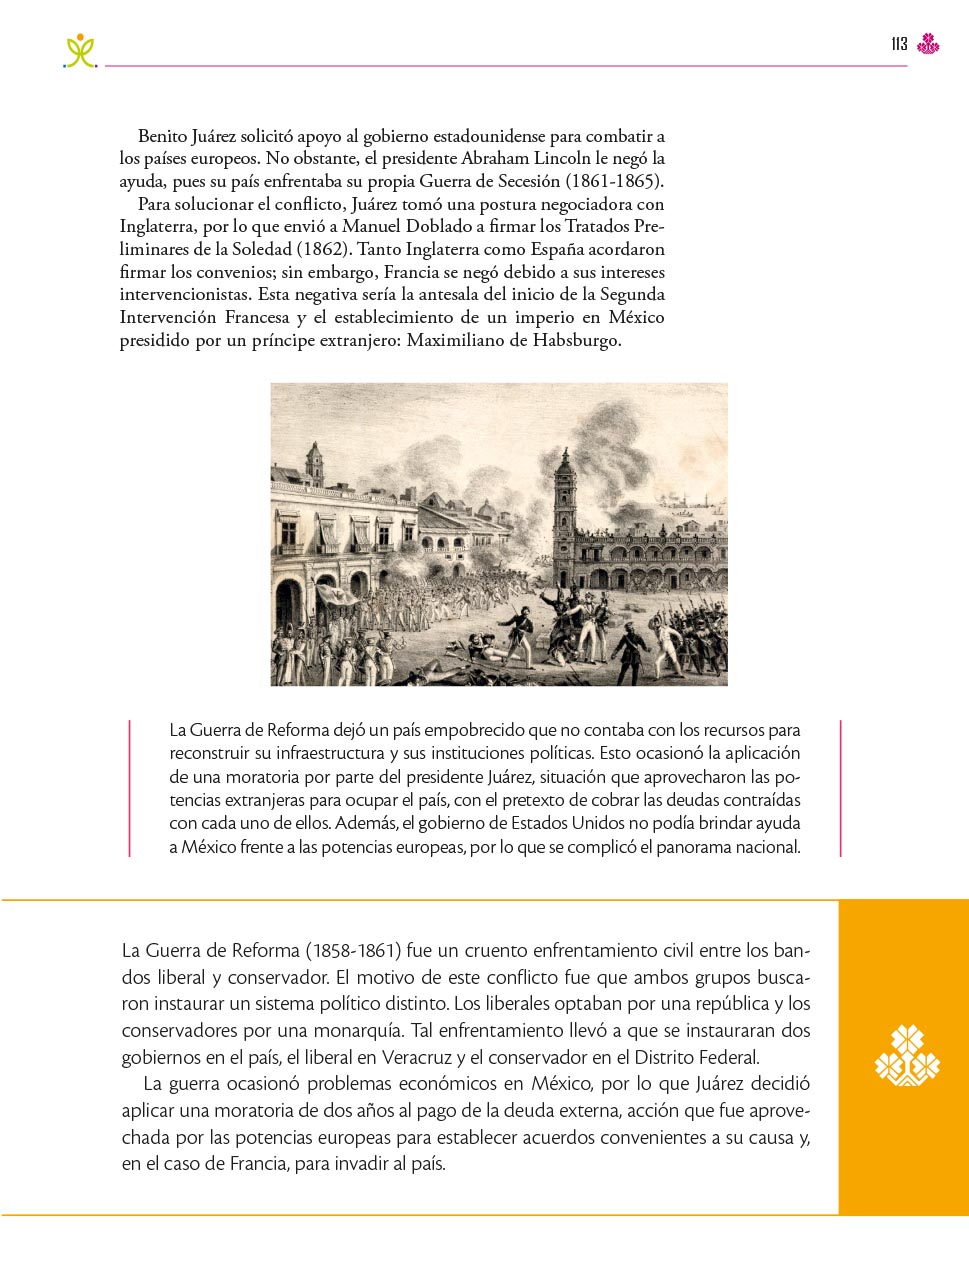 113
Benito Juárez solicitó apoyo al gobierno estadounidense para combatir a
los países europeos. No obstante, el presidente Abraham Lincoln le negó la
ayuda, pues su país enfrentaba su propia Guerra de Secesión (1861-1865).
Para solucionar el conflicto, Juárez tomó una postura negociadora con
Inglaterra, por lo que envió a Manuel Doblado a firmar los Tratados Pre-
liminares de la Soledad (1862). Tanto Inglaterra como España acordaron
firmar los convenios; sin embargo, Francia se negó debido a sus intereses
intervencionistas. Esta negativa sería la antesala del inicio de la Segunda
Intervención Francesa y el establecimiento de un imperio en México
presidido por un príncipe extranjero: Maximiliano de Habsburgo.
La Guerra de Reforma dejó un país empobrecido que no contaba con los recursos para
reconstruir su infraestructura y sus instituciones políticas. Esto ocasionó la aplicación
de una moratoria por parte del presidente Juárez, situación que aprovecharon las po-
tencias extranjeras para ocupar el país, con el pretexto de cobrar las deudas contraídas
con cada uno de ellos. Además, el gobierno de Estados Unidos no podía brindar ayuda
a México frente a las potencias europeas, por lo que se complicó el panorama nacional.
La Guerra de Reforma (1858-1861) fue un cruento enfrentamiento civil entre los ban-
dos liberal y conservador. El motivo de este conflicto fue que ambos grupos busca-
ron instaurar un sistema político distinto. Los liberales optaban por una república y los
conservadores por una monarquía. Tal enfrentamiento llevó a que se instauraran dos
gobiernos en el país, el liberal en Veracruz y el conservador en el Distrito Federal.
La guerra ocasionó problemas económicos en México, por lo que Juárez decidió
aplicar una moratoria de dos años al pago de la deuda externa, acción que fue aprove-
chada por las potencias europeas para establecer acuerdos convenientes a su causa y,
en el caso de Francia, para invadir al país.